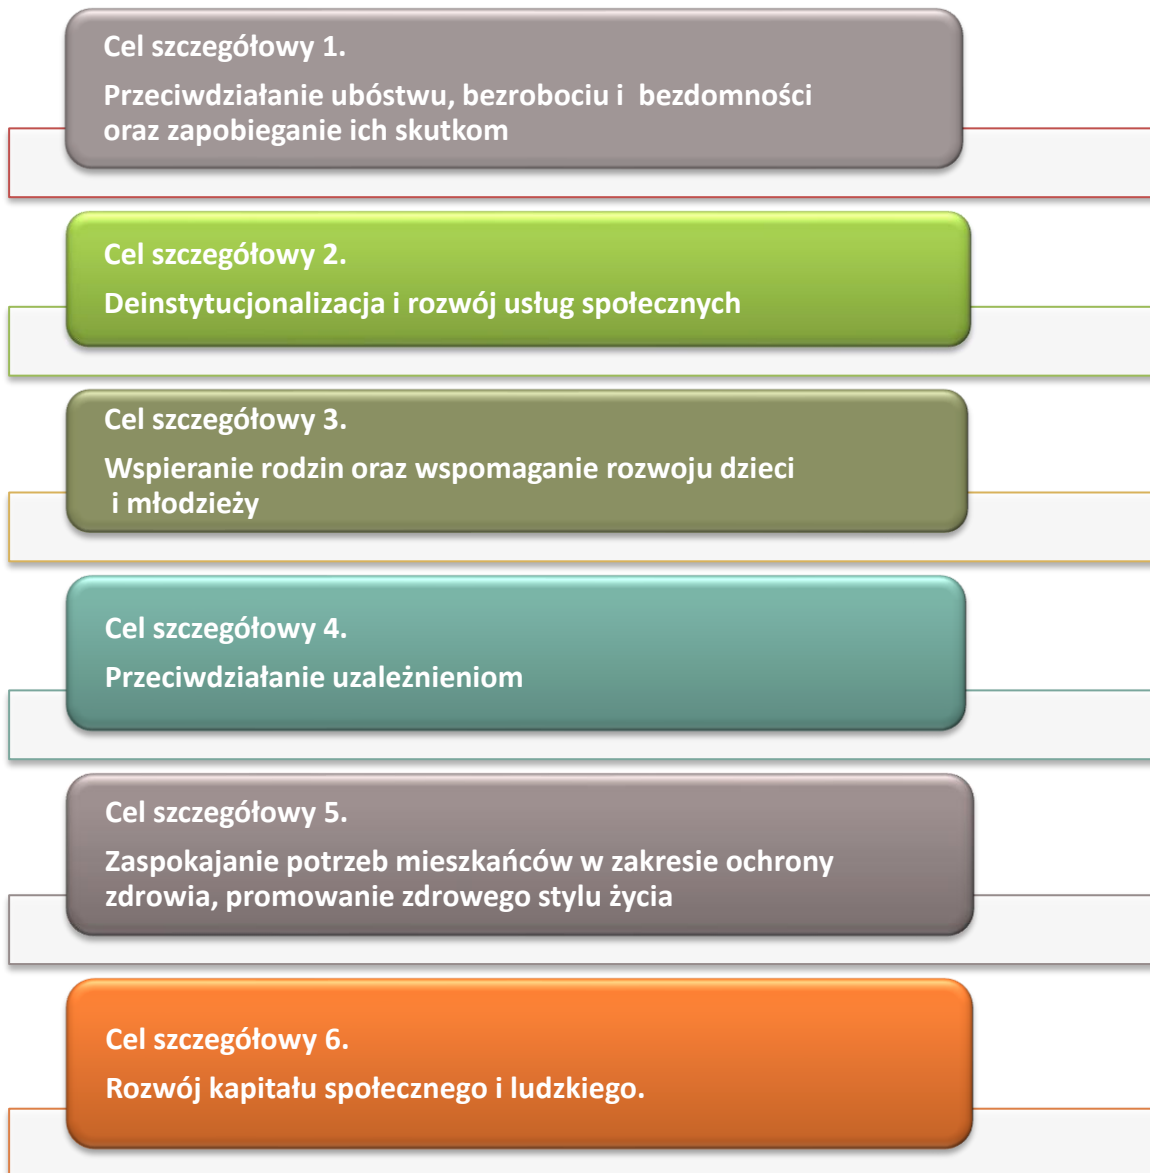 Cel szczegółowy 1.
Przeciwdziałanie ubóstwu, bezrobociu i  bezdomności
oraz zapobieganie ich skutkom
Cel szczegółowy 2.
Deinstytucjonalizacja i rozwój usług społecznych
Cel szczegółowy 3.
Wspieranie rodzin oraz wspomaganie rozwoju dzieci
i młodzieży
Cel szczegółowy 4.
Przeciwdziałanie uzależnieniom
Cel szczegółowy 5.
Zaspokajanie potrzeb mieszkańców w zakresie ochrony
zdrowia, promowanie zdrowego stylu życia
Cel szczegółowy 6.
Rozwój kapitału społecznego i ludzkiego.